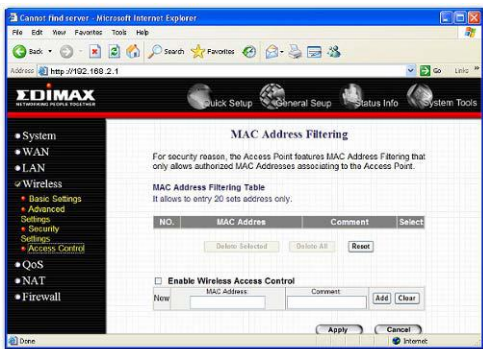 Cannot find server - Microsoft Internet Explorer
File Edit View Favorites Tools Help
Back Search Favorites
Address http://192.168.2.1 Go Links »
EDIMAX
NETWORKING PEOPLE TOGETHER
Quick Setup General Seup Status Info System Tools
System
WAN
LAN
Wireless
Basic Settings
Advanced
Settings
Security
Settings
Access Control
QoS
NAT
Firewall
MAC Address Filtering
For security reason, the Access Point features MAC Address Filtering that
only allows authorized MAC Addresses associating to the Access Point.
MAC Address Filtering Table
It allows to entry 20 sets address only.
NO. MAC Addres Comment Select
Delete Selected Delete All Reset
Enable Wireless Access Control
New MAC Address: Comment: Add Clear
Apply Cancel
Done Internet